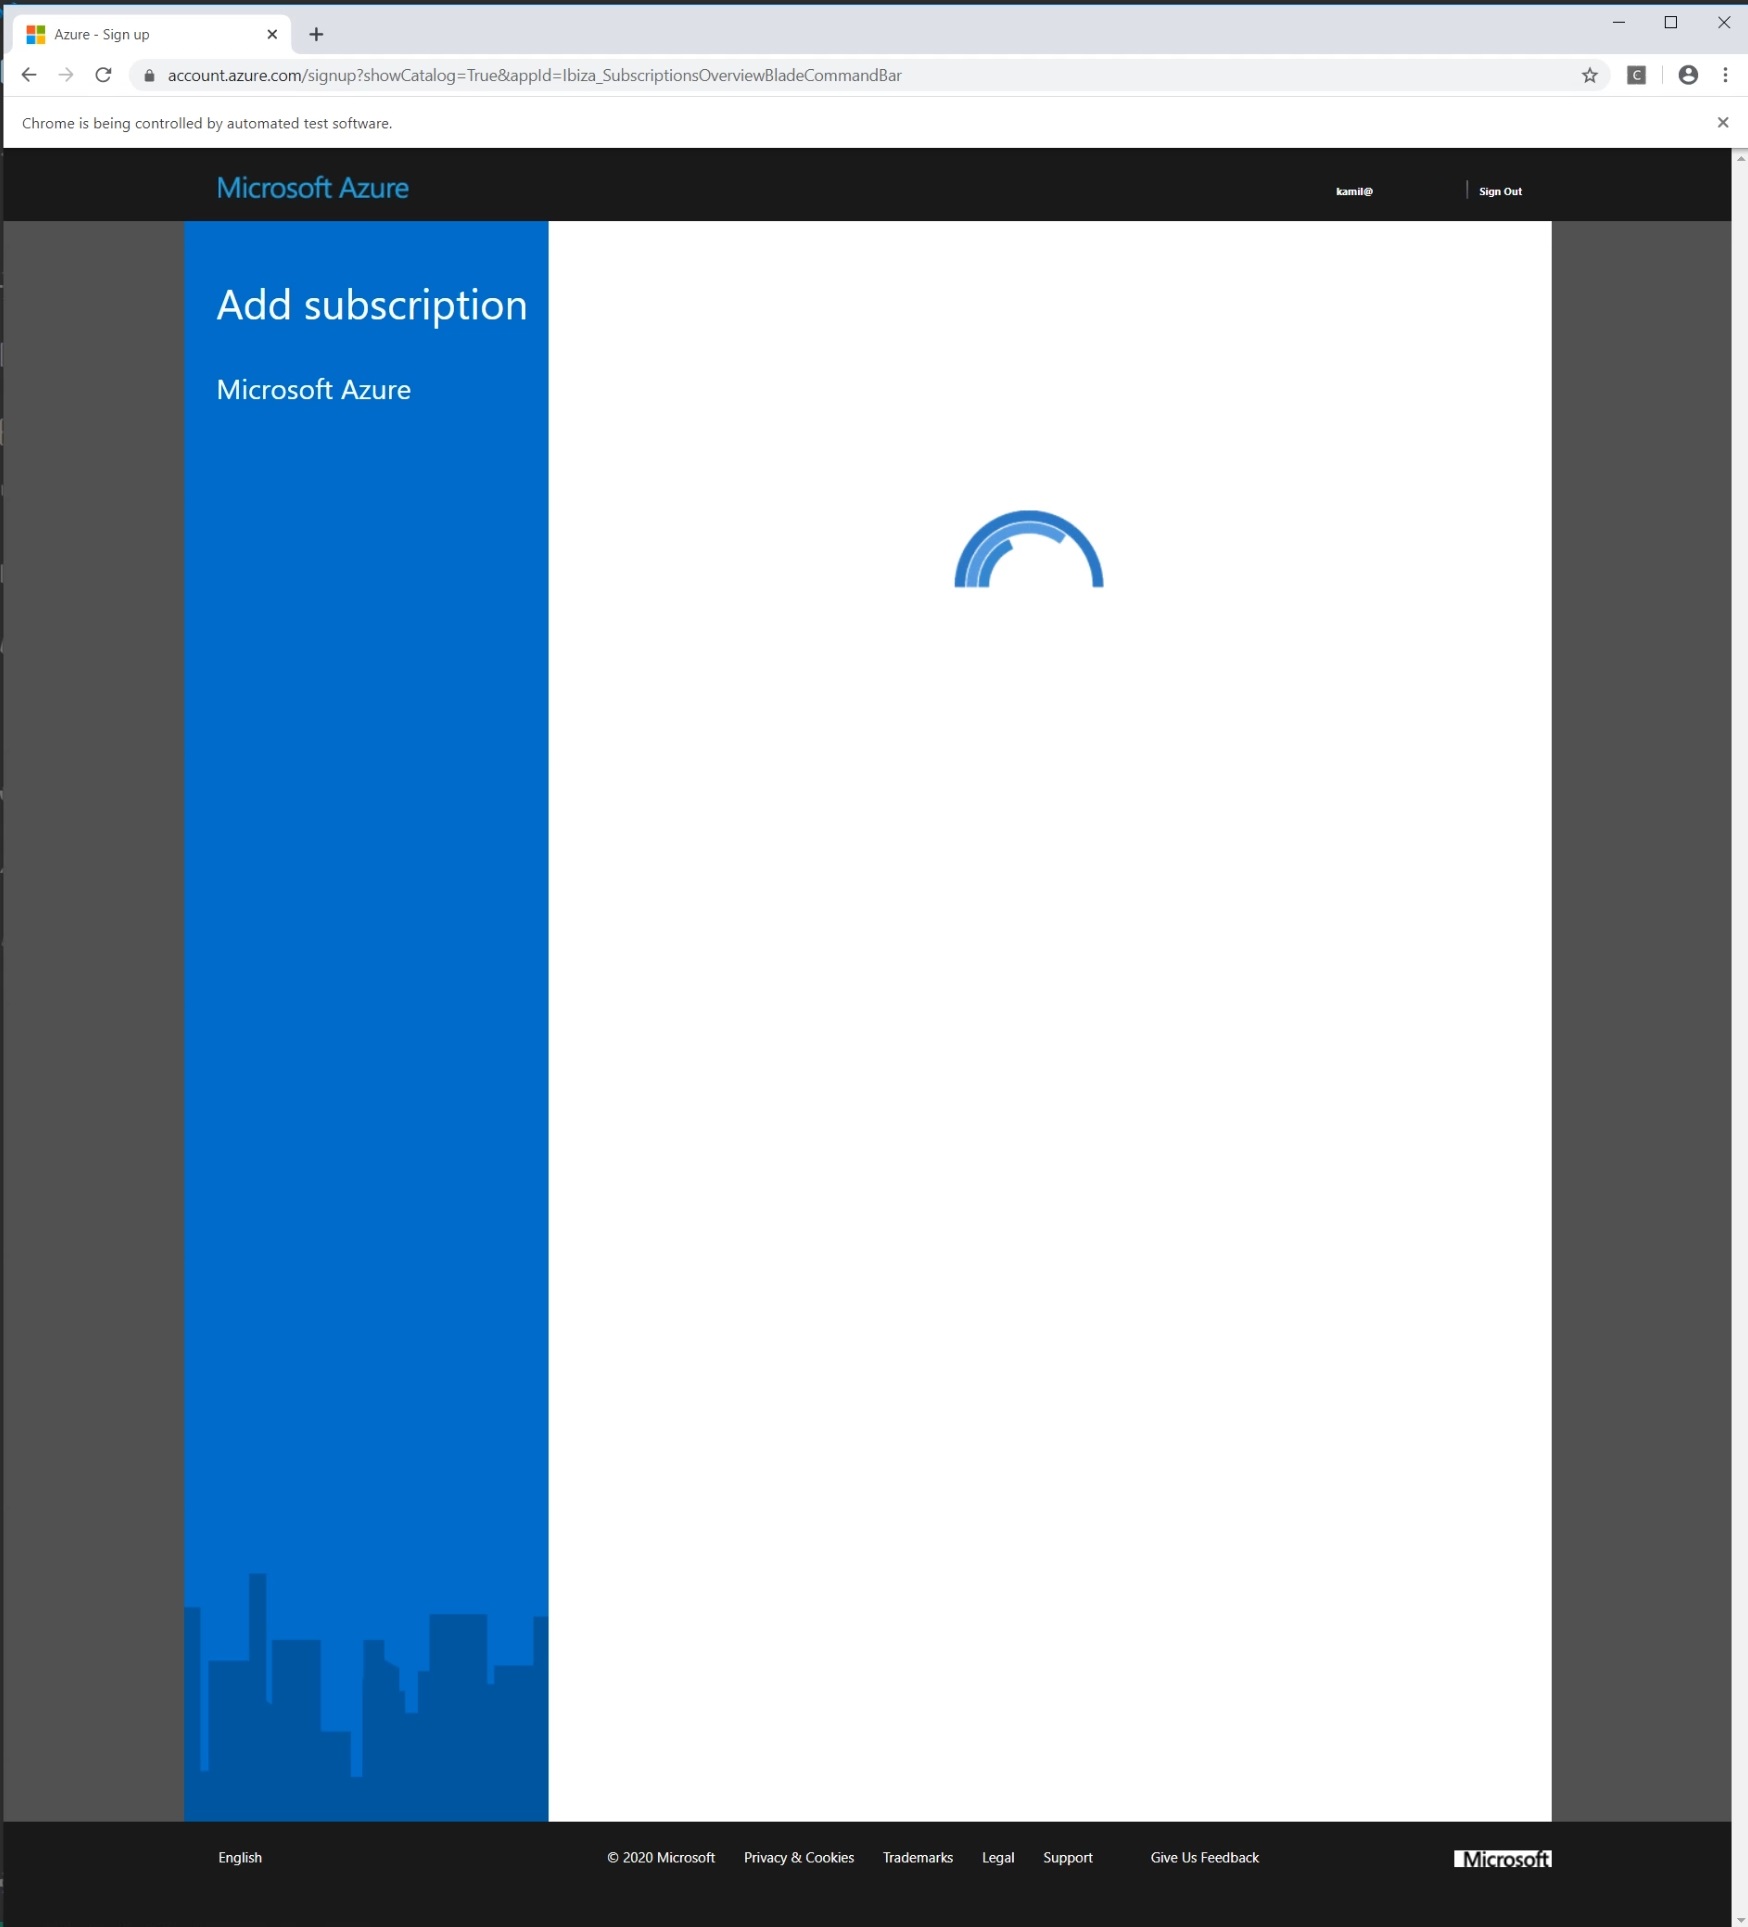 Azure - Sign up
account.azure.com/signup?showCatalog=True&appId=Ibiza_SubscriptionsOverviewBladeCommandBar
C
Chrome is being controlled by automated test software.
Microsoft Azure
kamil@
Sign Out
Add subscription
Microsoft Azure
English
© 2020 Microsoft Privacy & Cookies Trademarks Legal Support Give Us Feedback
Microsoft